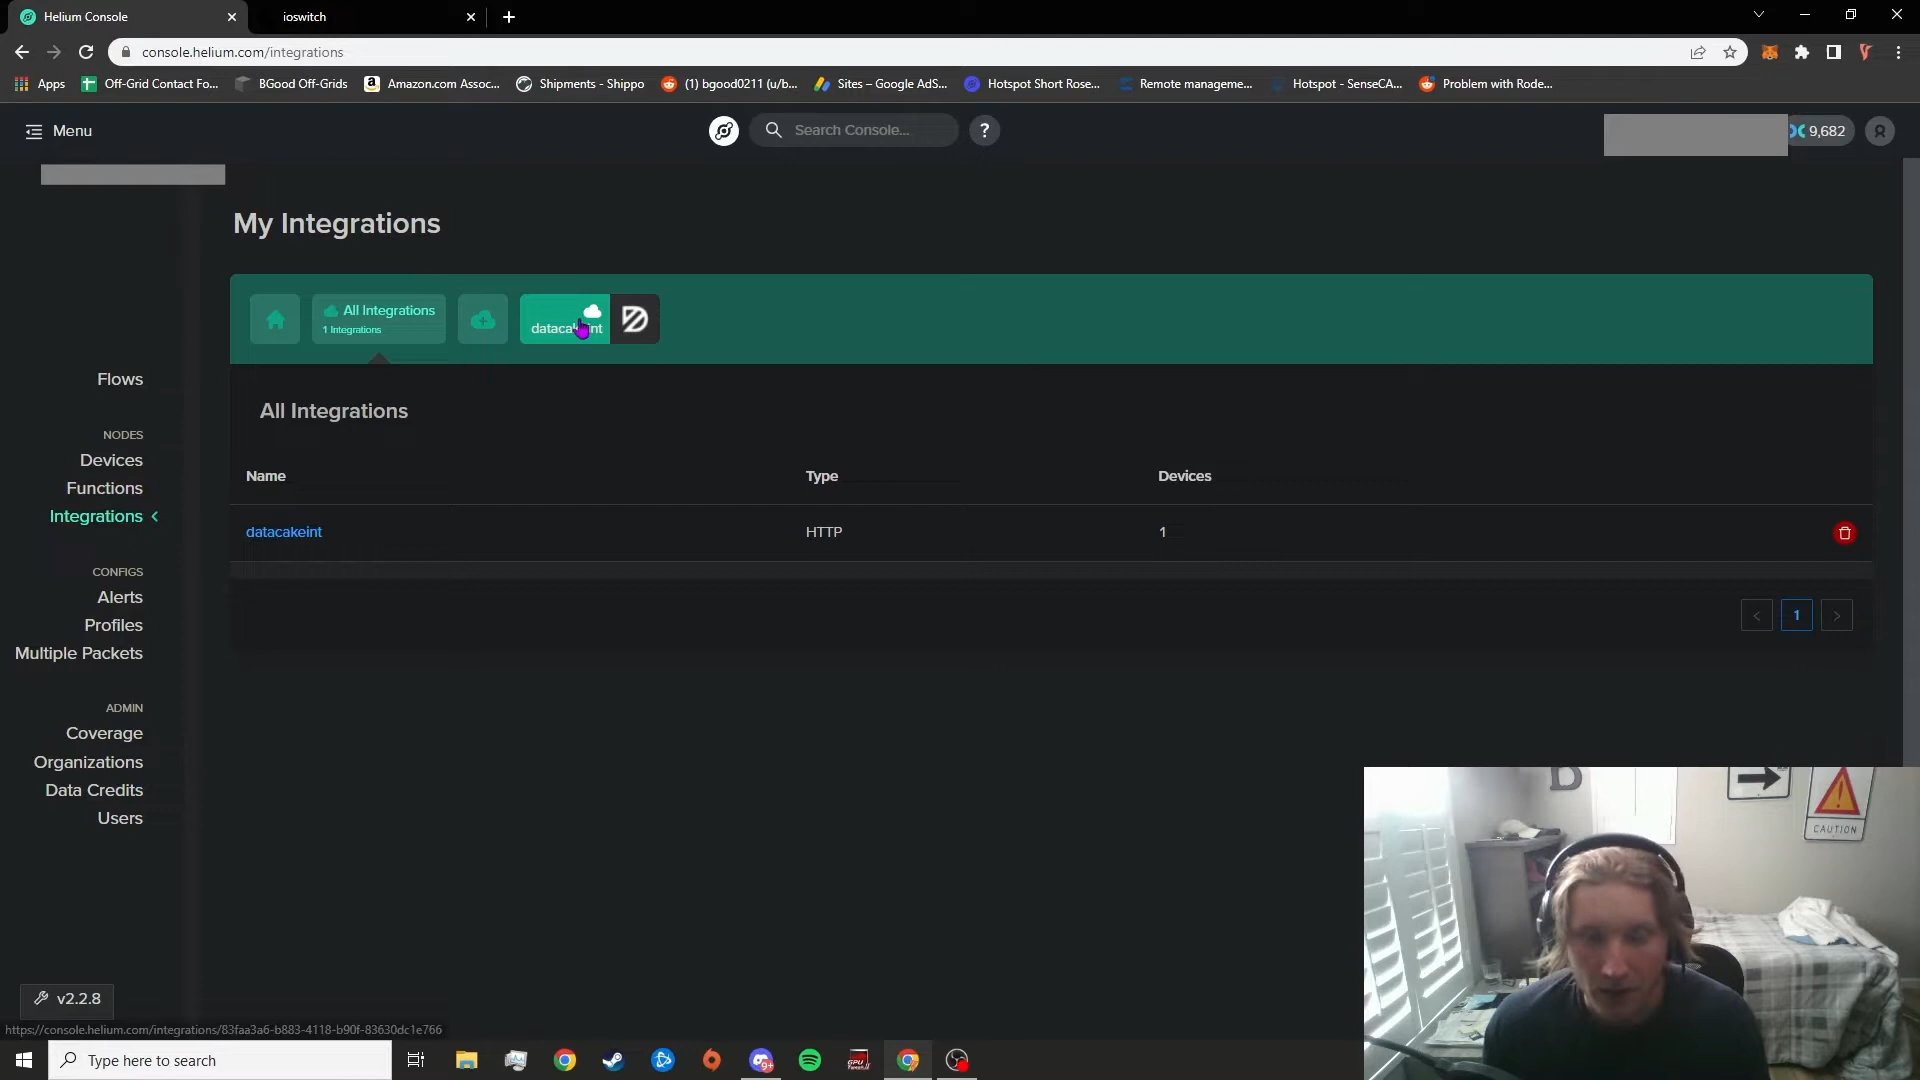 Helium Console
ioswitch
console.helium.com/integrations
Apps
Off-Grid Contact Fo...
BGood Off-Grids
Amazon.com Assoc...
Shipments - Shippo
(1) bgood0211 (u/b...
Sites – Google AdS...
Hotspot Short Rose...
Remote manageme...
Hotspot - SenseCA...
Problem with Rode...
Menu
Search Console...
?
9,682
My Integrations
All Integrations
1 Integrations
Flows
NODES
Devices
Functions
Integrations
CONFIGS
Alerts
Profiles
Multiple Packets
ADMIN
Coverage
Organizations
Data Credits
Users
All Integrations
Name Type Devices
datacakeint HTTP 1
< 1 >
D
CAUTION
v2.2.8
https://console.helium.com/integrations/83faa3a6-b883-4118-b90f-83630dc1e766
Type here to search
9+
GPU